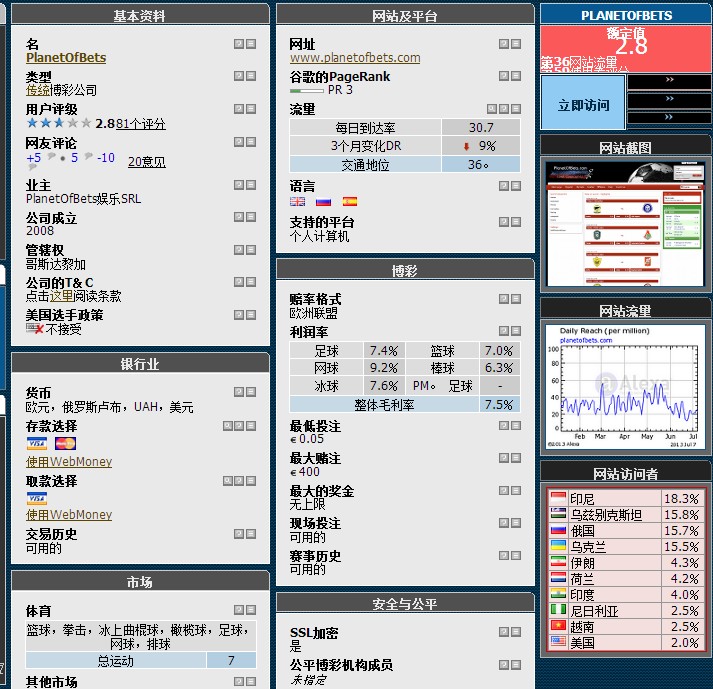 基本资料
名
PlanetOfBets
类型
传统博彩公司
用户评级
2.8 81个评分
网友评论
+5 5 -10 20意见
业主
PlanetOfBets娱乐SRL
公司成立
2008
管辖权
哥斯达黎加
公司的T& C
点击这里阅读条款
美国选手政策
不接受
银行业
货币
欧元，俄罗斯卢布，UAH，美元
存款选择
VISA MasterCard
使用WebMoney
取款选择
VISA
使用WebMoney
交易历史
可用的
市场
体育
篮球，拳击，冰上曲棍球，橄榄球，足球，
网球，排球
总运动 7
其他市场
网站及平台
网址
www.planetofbets.com
谷歌的PageRank
PR 3
流量
每日到达率 30.7
3个月变化DR 9%
交通地位 36。
语言
支持的平台
个人计算机
博彩
赔率格式
欧洲联盟
利润率
足球 7.4% 篮球 7.0%
网球 9.2% 棒球 6.3%
冰球 7.6% PM。 足球 -
整体毛利率 7.5%
最低投注
€ 0.05
最大赌注
€ 400
最大的奖金
无上限
现场投注
可用的
赛事历史
可用的
安全与公平
SSL加密
是
公平博彩机构成员
未指定
PLANETOFBETS
额定值
2.8
第36网站流量
立即访问
››
››
››
网站截图
PlanetOfBets.com
网站流量
Daily Reach (per million)
planetofbets.com
100
80
60
40
20
0
Alexa
Feb Mar Apr May Jun Jul
©2013 Alexa 2013 Jul 7
网站访问者
印尼 18.3%
乌兹别克斯坦 15.8%
俄国 15.7%
乌克兰 15.5%
伊朗 4.3%
荷兰 4.2%
印度 4.0%
尼日利亚 2.5%
越南 2.5%
美国 2.0%